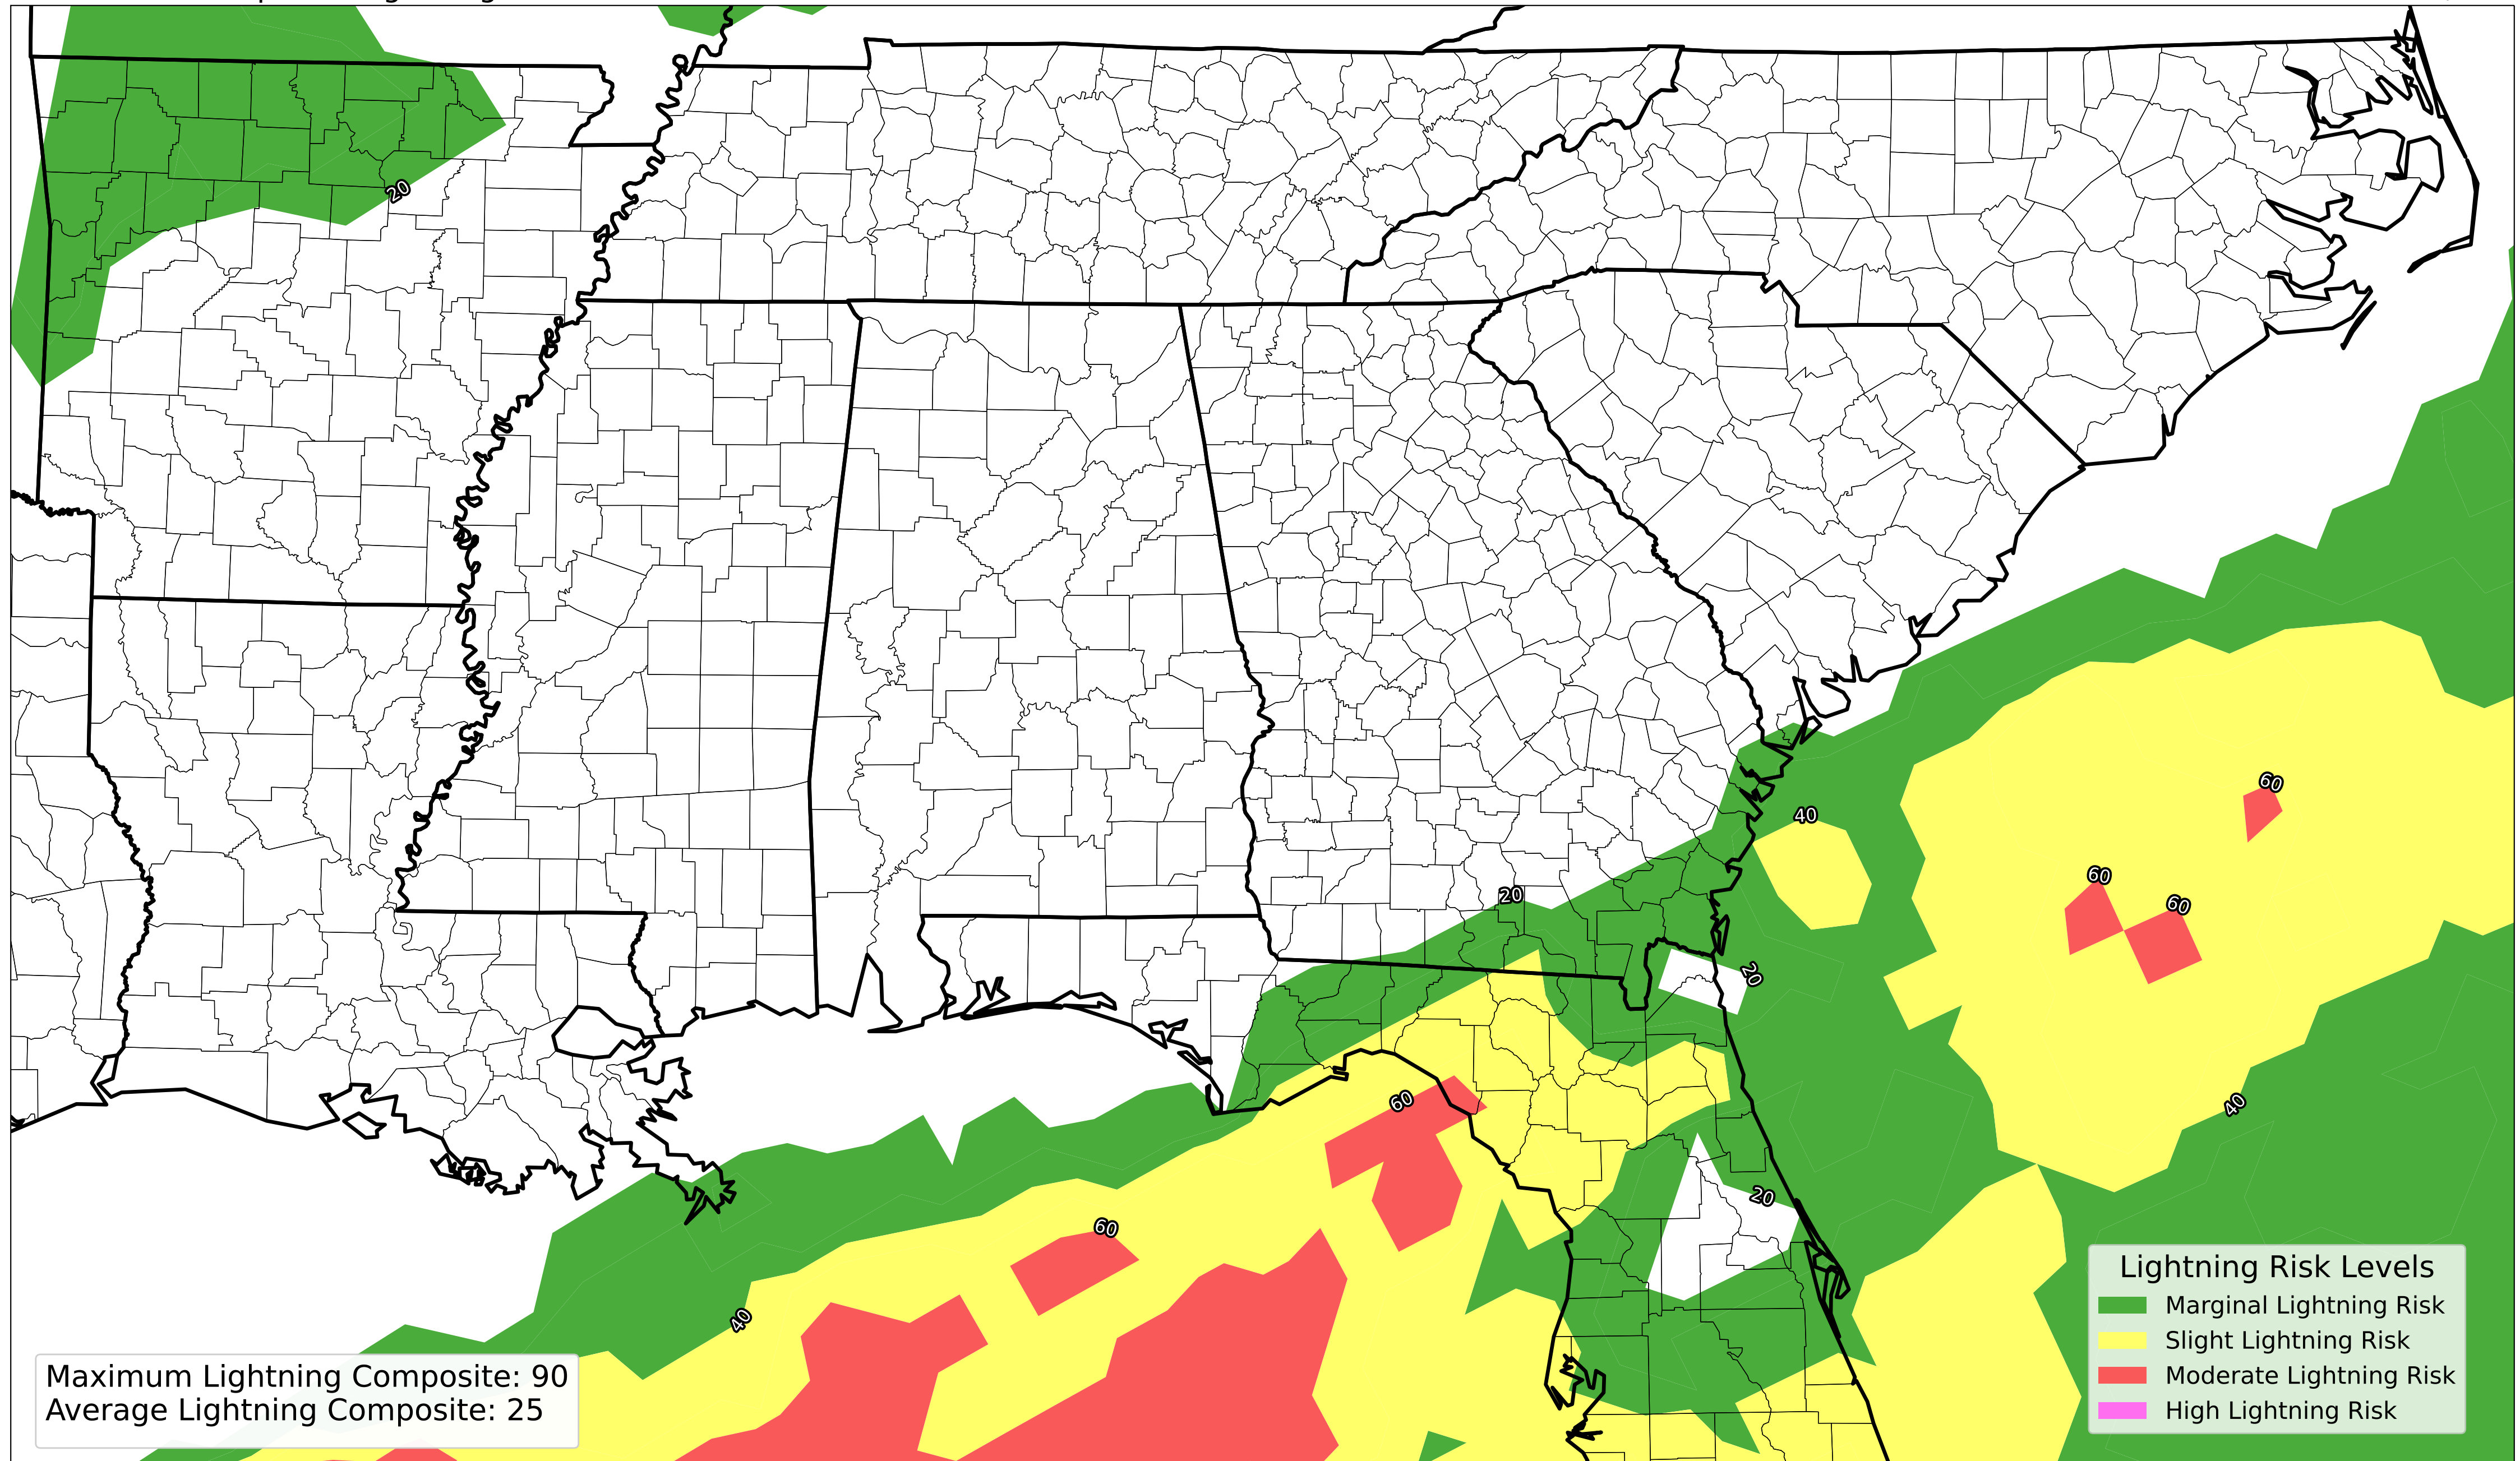 20
60
40
60
60
20
20
60
40
20
60
40
Lightning Risk Levels
Marginal Lightning Risk
Slight Lightning Risk
Moderate Lightning Risk
High Lightning Risk
Maximum Lightning Composite: 90
Average Lightning Composite: 25